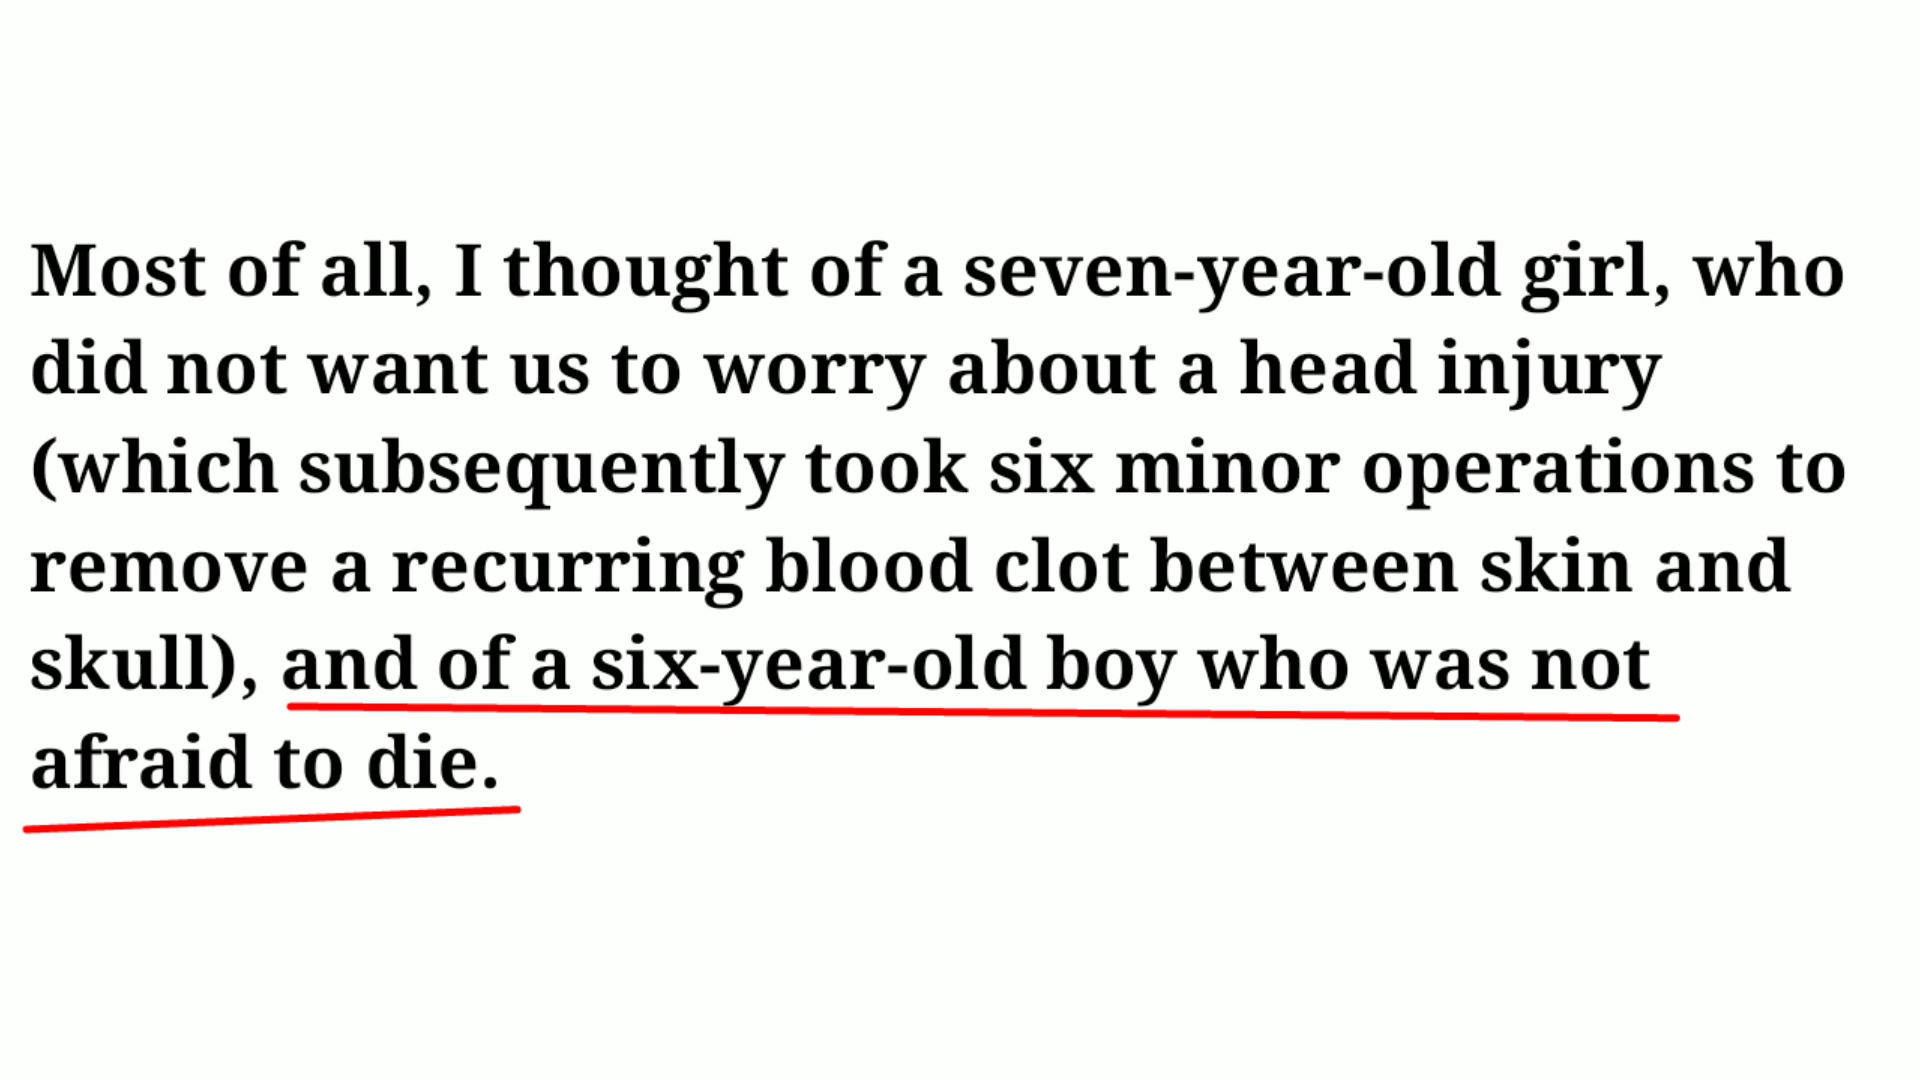 Most of all, I thought of a seven-year-old girl, who
did not want us to worry about a head injury
(which subsequently took six minor operations to
remove a recurring blood clot between skin and
skull), and of a six-year-old boy who was not
afraid to die.